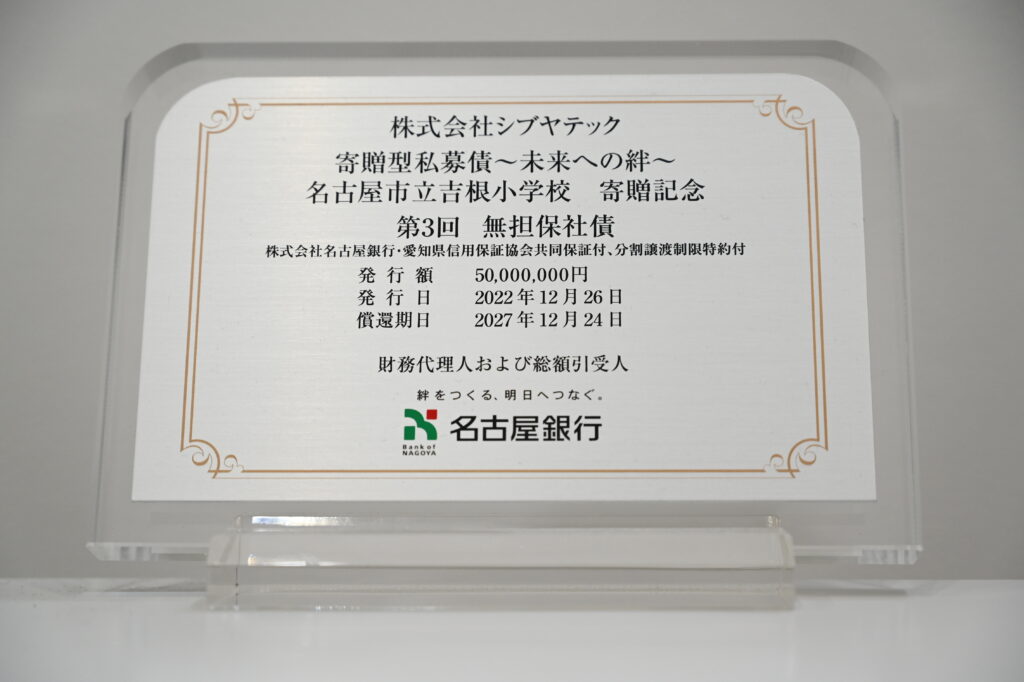 株式会社シブヤテック
寄贈型私募債～未来への絆～
名古屋市立吉根小学校　寄贈記念
第3回　無担保社債
株式会社名古屋銀行・愛知県信用保証協会共同保証付、分割譲渡制限特約付
発行額　50,000,000円
発行日　2022年12月26日
償還期日　2027年12月24日
財務代理人および総額引受人
絆をつくる、明日へつなぐ。
Bank of
NAGOYA
名古屋銀行